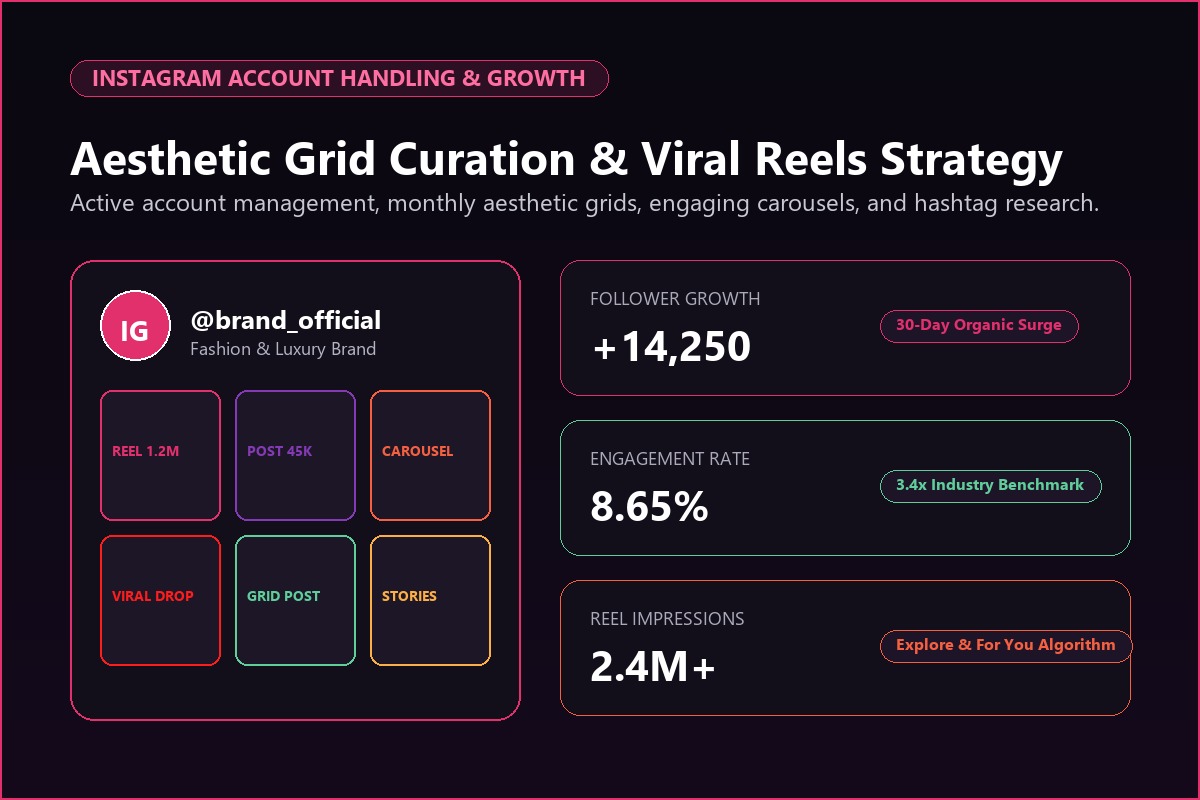 INSTAGRAM ACCOUNT HANDLING & GROWTH
Aesthetic Grid Curation & Viral Reels Strategy
Active account management, monthly aesthetic grids, engaging carousels, and hashtag research.
IG
@brand_official
Fashion & Luxury Brand
REEL 1.2M
POST 45K
CAROUSEL
VIRAL DROP
GRID POST
STORIES
FOLLOWER GROWTH
+14,250
30-Day Organic Surge
ENGAGEMENT RATE
8.65%
3.4x Industry Benchmark
REEL IMPRESSIONS
2.4M+
Explore & For You Algorithm